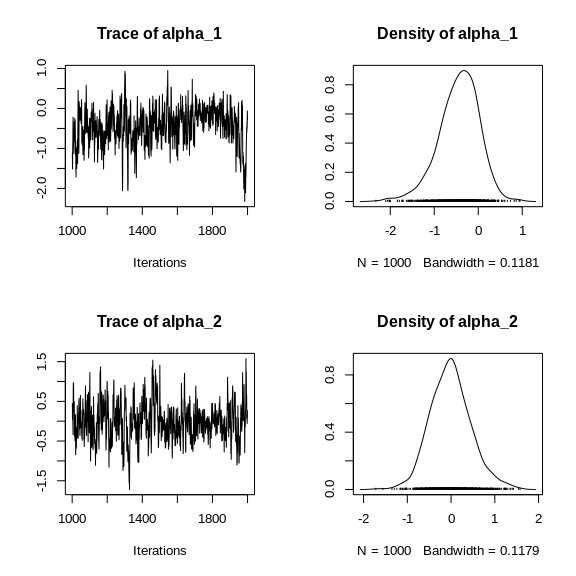 Trace of alpha_1
1.0
0.0
-1.0
-2.0
1000 1400 1800
Iterations
Density of alpha_1
0.8
0.6
0.4
0.2
0.0
-2 -1 0 1
N = 1000 Bandwidth = 0.1181
Trace of alpha_2
1.5
0.5
-0.5
-1.5
1000 1400 1800
Iterations
Density of alpha_2
0.8
0.4
0.0
-2 -1 0 1 2
N = 1000 Bandwidth = 0.1179